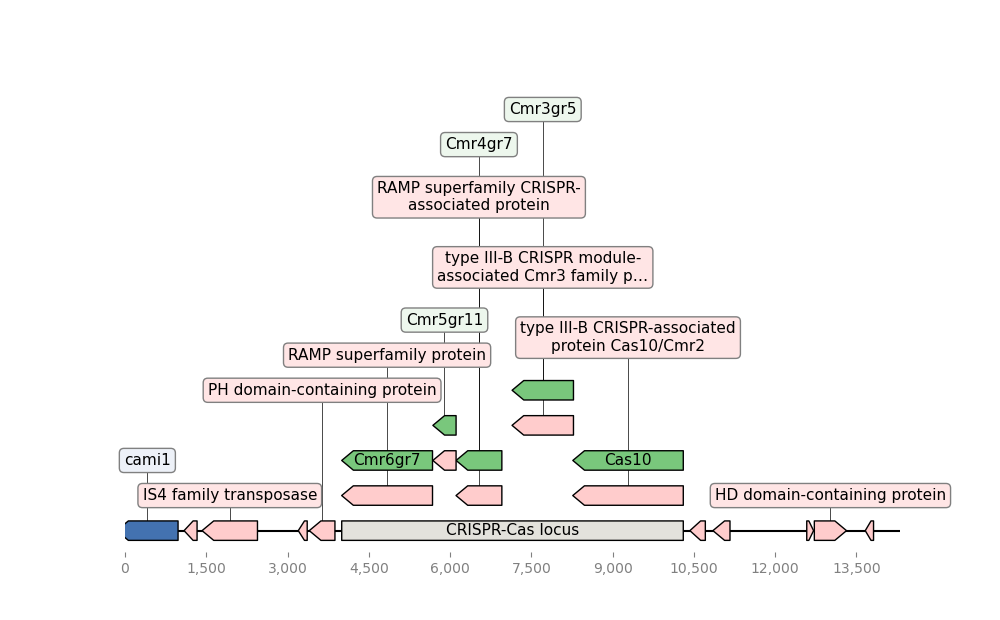 Cmr3gr5
Cmr4gr7
RAMP superfamily CRISPR-
associated protein
type III-B CRISPR module-
associated Cmr3 family p…
Cmr5gr11
type III-B CRISPR-associated
protein Cas10/Cmr2
RAMP superfamily protein
PH domain-containing protein
cami1
Cmr6gr7
Cas10
IS4 family transposase
HD domain-containing protein
CRISPR-Cas locus
0
1,500
3,000
4,500
6,000
7,500
9,000
10,500
12,000
13,500